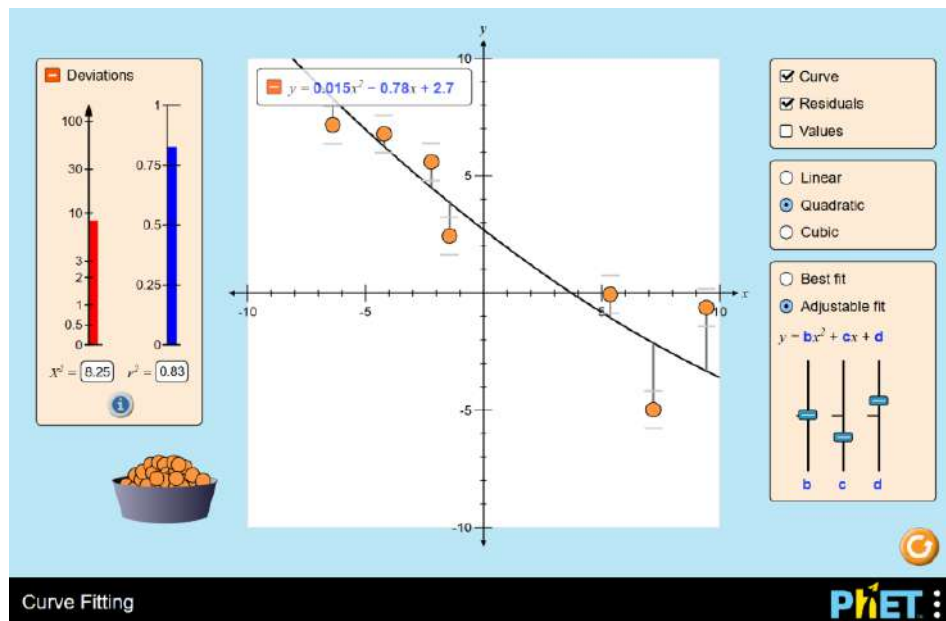 y
Deviations
100
30
10
3
2
1
0.5
0
1
0.75
0.5
0.25
0
X² = 8.25
r² = 0.83
i
y = 0.015x² − 0.78x + 2.7
10
5
-5
-10
-10
-5
5
10
x
Curve
Residuals
Values
Linear
Quadratic
Cubic
Best fit
Adjustable fit
y = bx² + cx + d
b c d
Curve Fitting
PhET